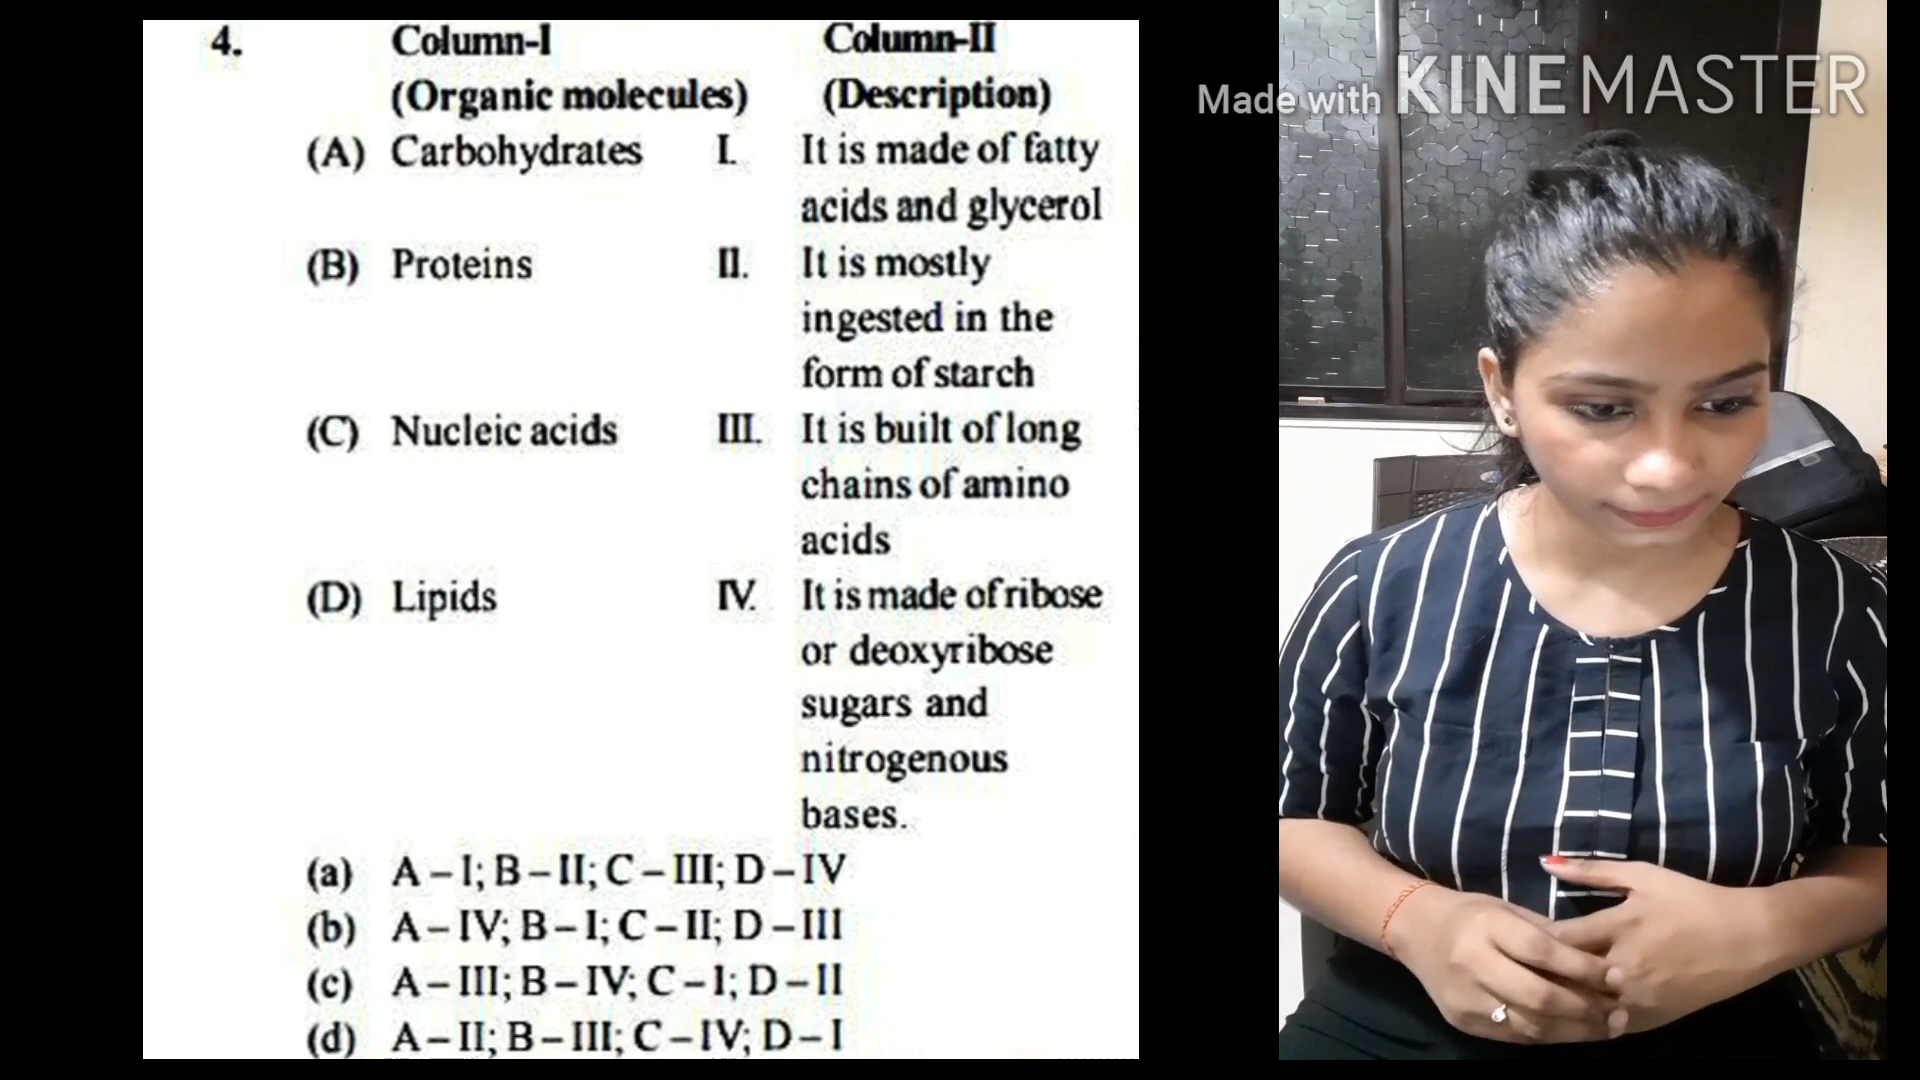 4. Column-I Column-II
(Organic molecules) (Description)
(A) Carbohydrates I. It is made of fatty
acids and glycerol
(B) Proteins II. It is mostly
ingested in the
form of starch
(C) Nucleic acids III. It is built of long
chains of amino
acids
(D) Lipids IV. It is made of ribose
or deoxyribose
sugars and
nitrogenous
bases.
(a) A – I; B – II; C – III; D – IV
(b) A – IV; B – I; C – II; D – III
(c) A – III; B – IV; C – I; D – II
(d) A – II; B – III; C – IV; D – I
Made with KINEMASTER